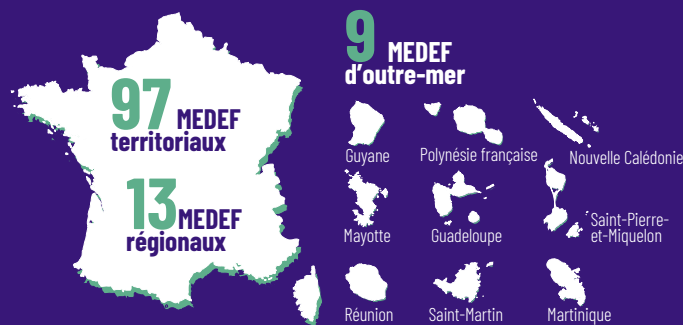 97 MEDEF
territoriaux
13 MEDEF
régionaux
9 MEDEF
d'outre-mer
Guyane
Polynésie française
Nouvelle Calédonie
Mayotte
Guadeloupe
Saint-Pierre-
et-Miquelon
Réunion
Saint-Martin
Martinique